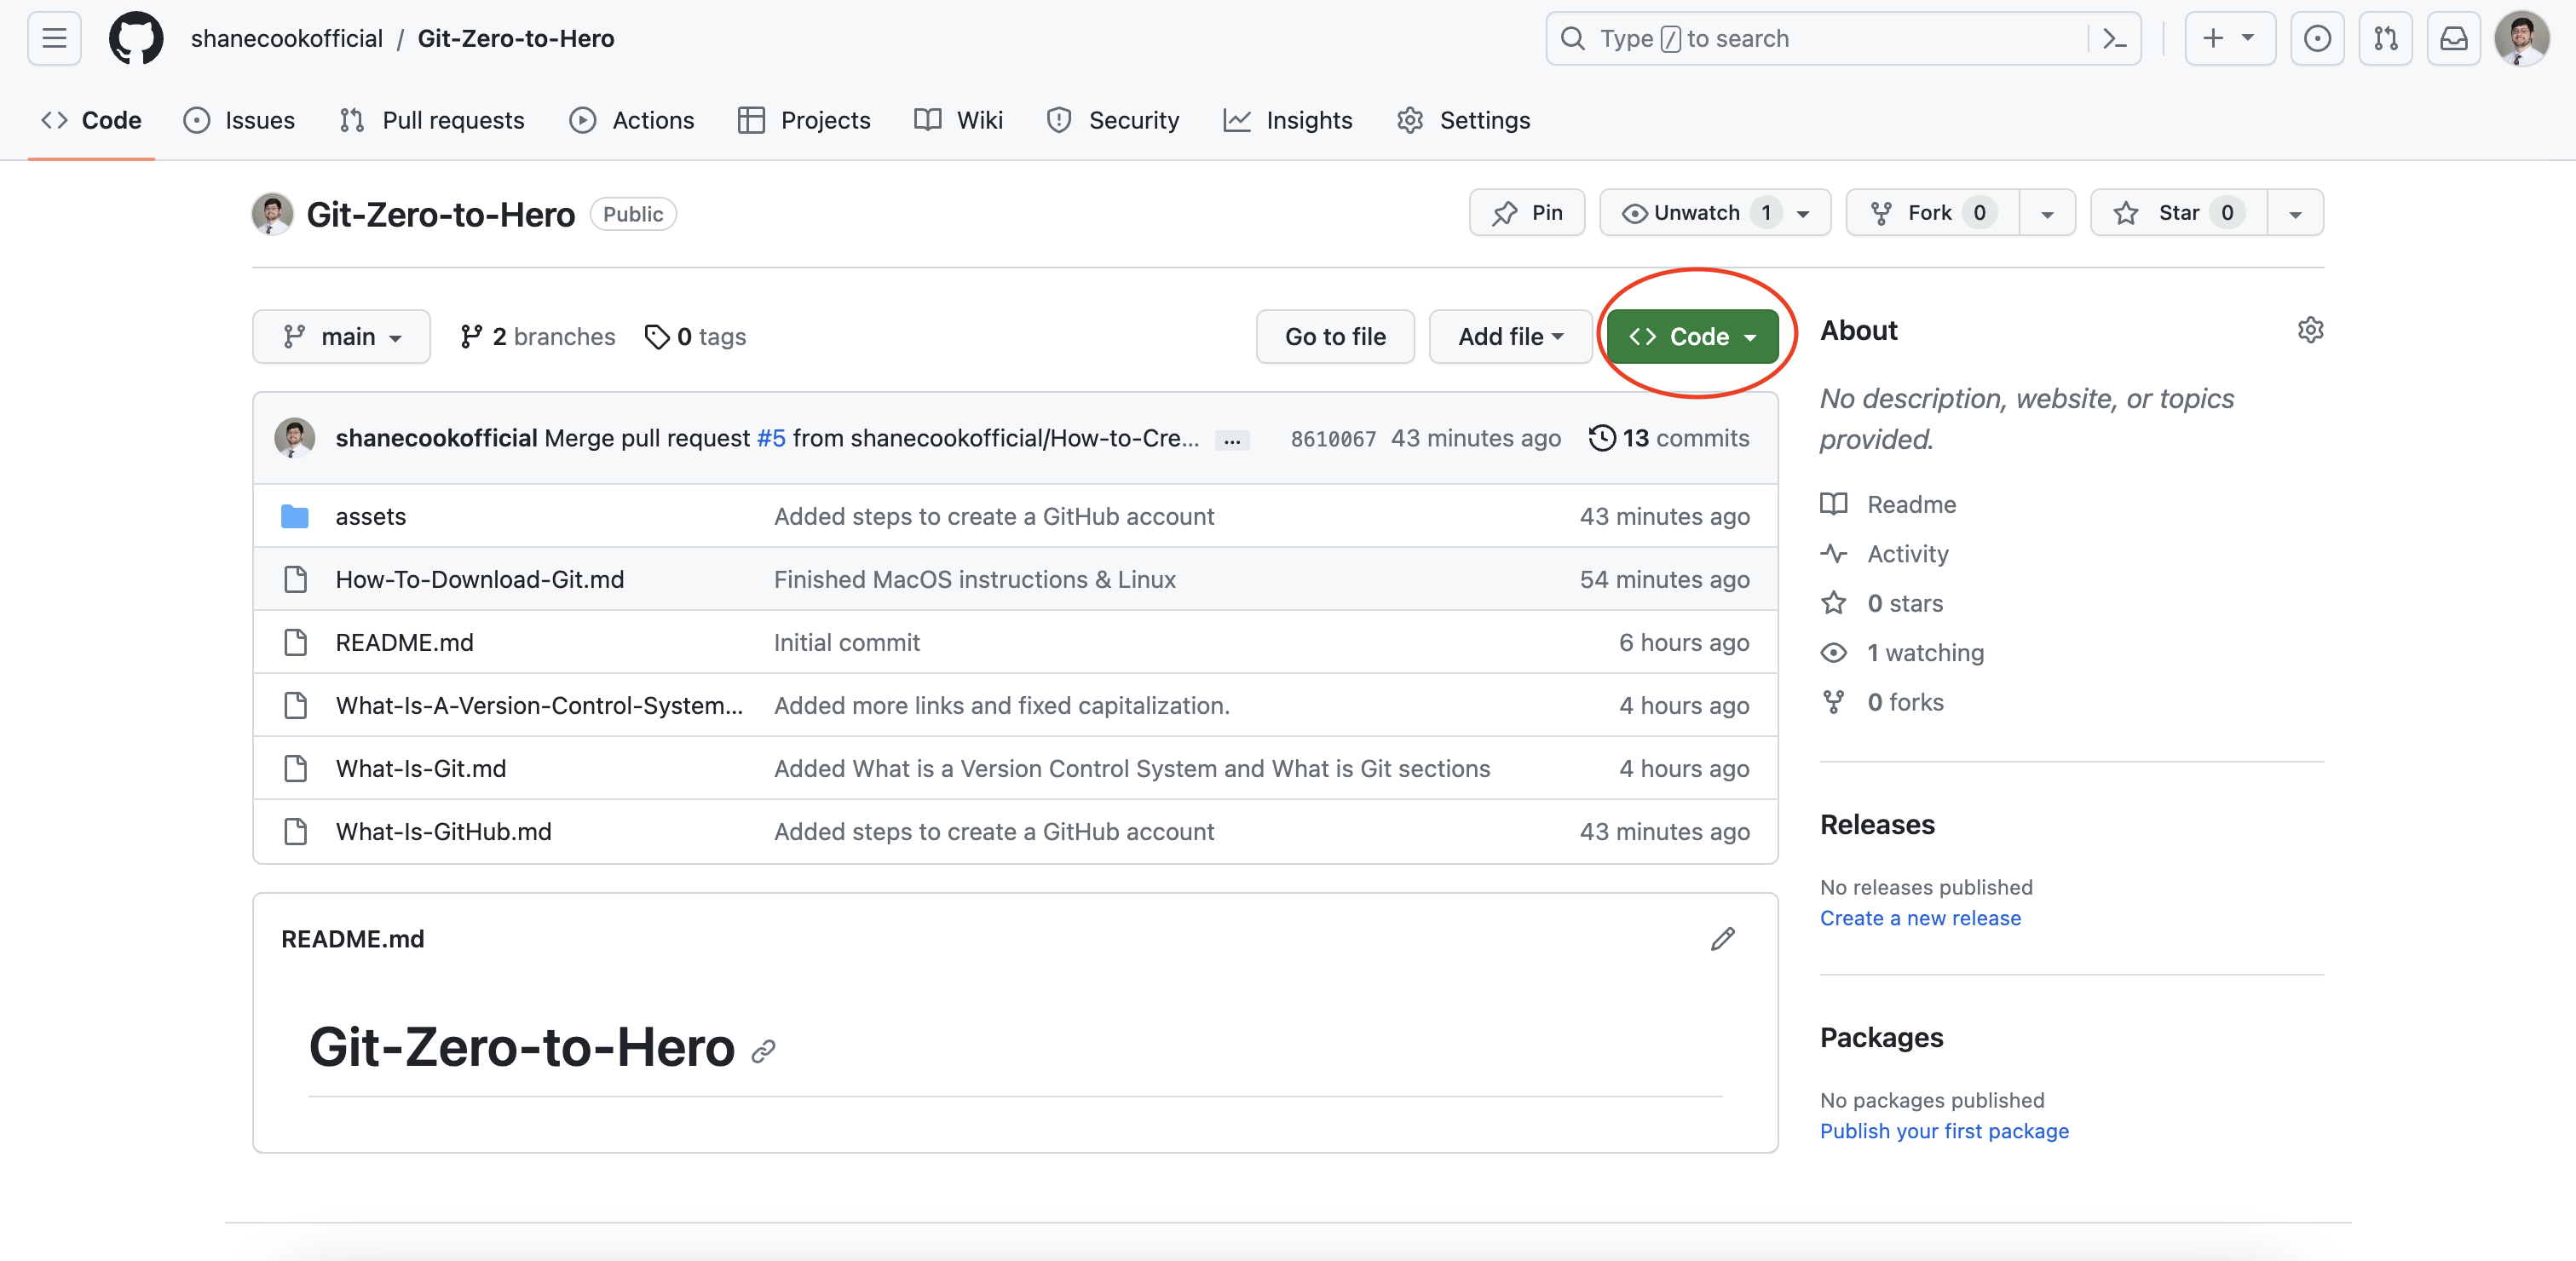 shanecookofficial / Git-Zero-to-Hero
Type / to search
Code Issues Pull requests Actions Projects Wiki Security Insights Settings
Git-Zero-to-Hero Public
Pin Unwatch 1 Fork 0 Star 0
main 2 branches 0 tags
Go to file Add file Code
shanecookofficial Merge pull request #5 from shanecookofficial/How-to-Cre... ... 8610067 43 minutes ago 13 commits
assets Added steps to create a GitHub account 43 minutes ago
How-To-Download-Git.md Finished MacOS instructions & Linux 54 minutes ago
README.md Initial commit 6 hours ago
What-Is-A-Version-Control-System... Added more links and fixed capitalization. 4 hours ago
What-Is-Git.md Added What is a Version Control System and What is Git sections 4 hours ago
What-Is-GitHub.md Added steps to create a GitHub account 43 minutes ago
README.md
Git-Zero-to-Hero
About
No description, website, or topics
provided.
Readme
Activity
0 stars
1 watching
0 forks
Releases
No releases published
Create a new release
Packages
No packages published
Publish your first package